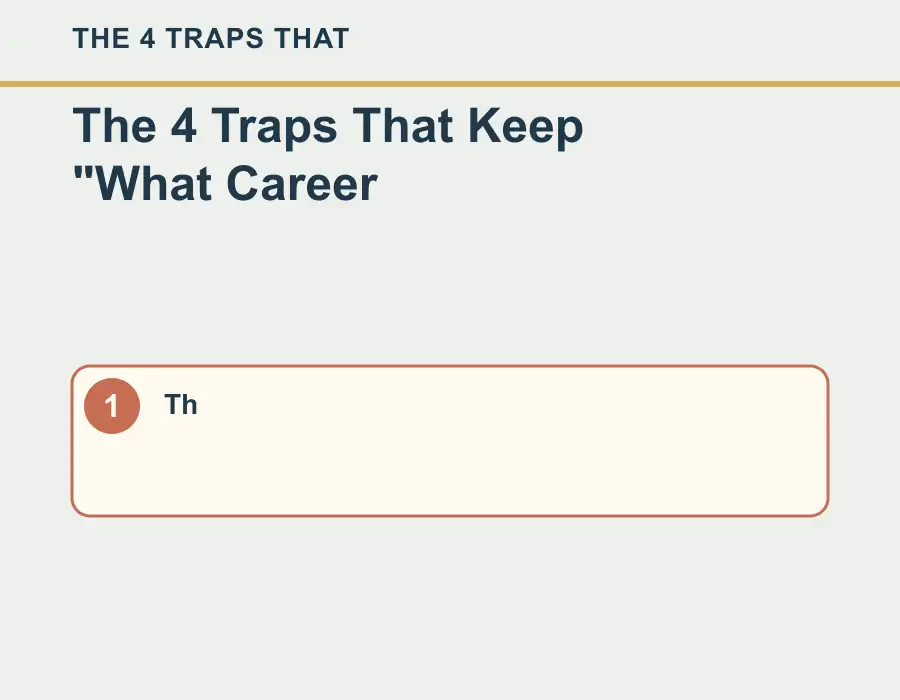 THE 4 TRAPS THAT
The 4 Traps That Keep
"What Career
1
Th